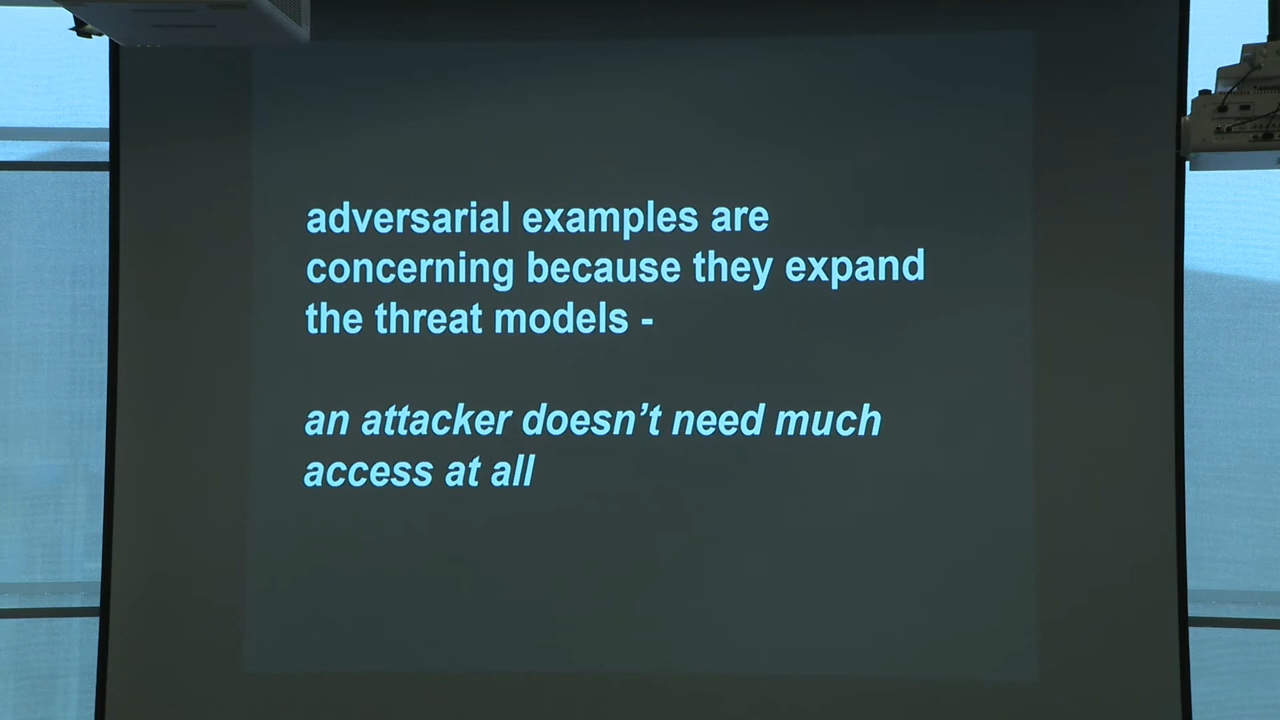 adversarial examples are
concerning because they expand
the threat models -
an attacker doesn't need much
access at all